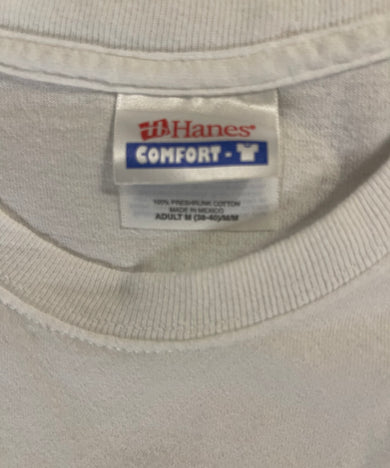 Hanes®
COMFORT-
100% PRESHRUNK COTTON
MADE IN MEXICO
ADULT M (38-40)/M/M